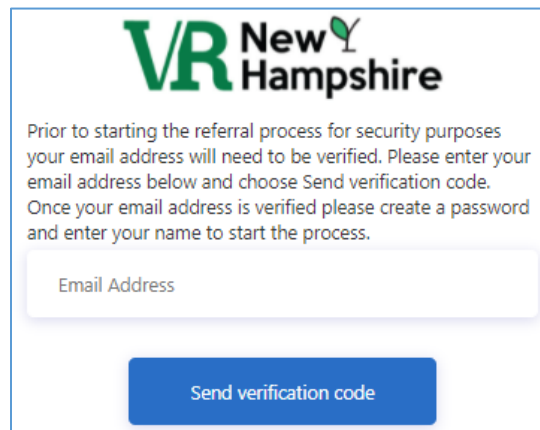 VR New
Hampshire
Prior to starting the referral process for security purposes
your email address will need to be verified. Please enter your
email address below and choose Send verification code.
Once your email address is verified please create a password
and enter your name to start the process.
Email Address
Send verification code